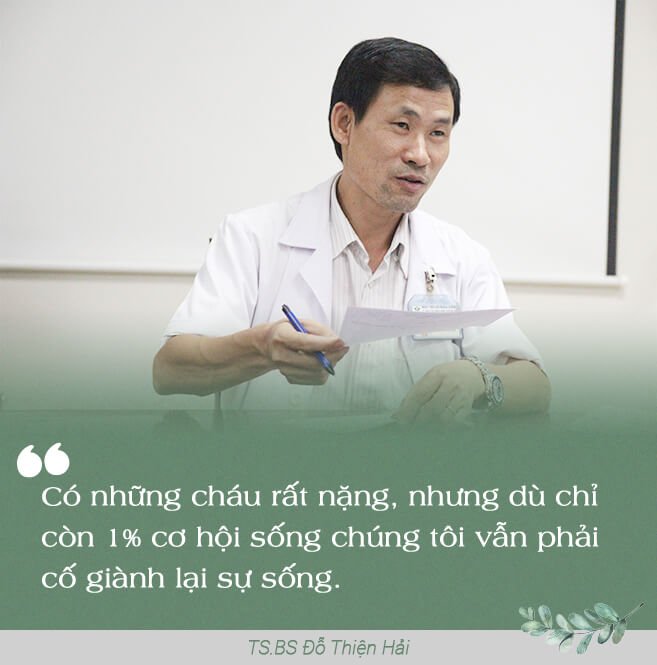 Có những cháu rất nặng, nhưng dù chỉ
còn 1% cơ hội sống chúng tôi vẫn phải
cố giành lại sự sống.
TS.BS Đỗ Thiện Hải